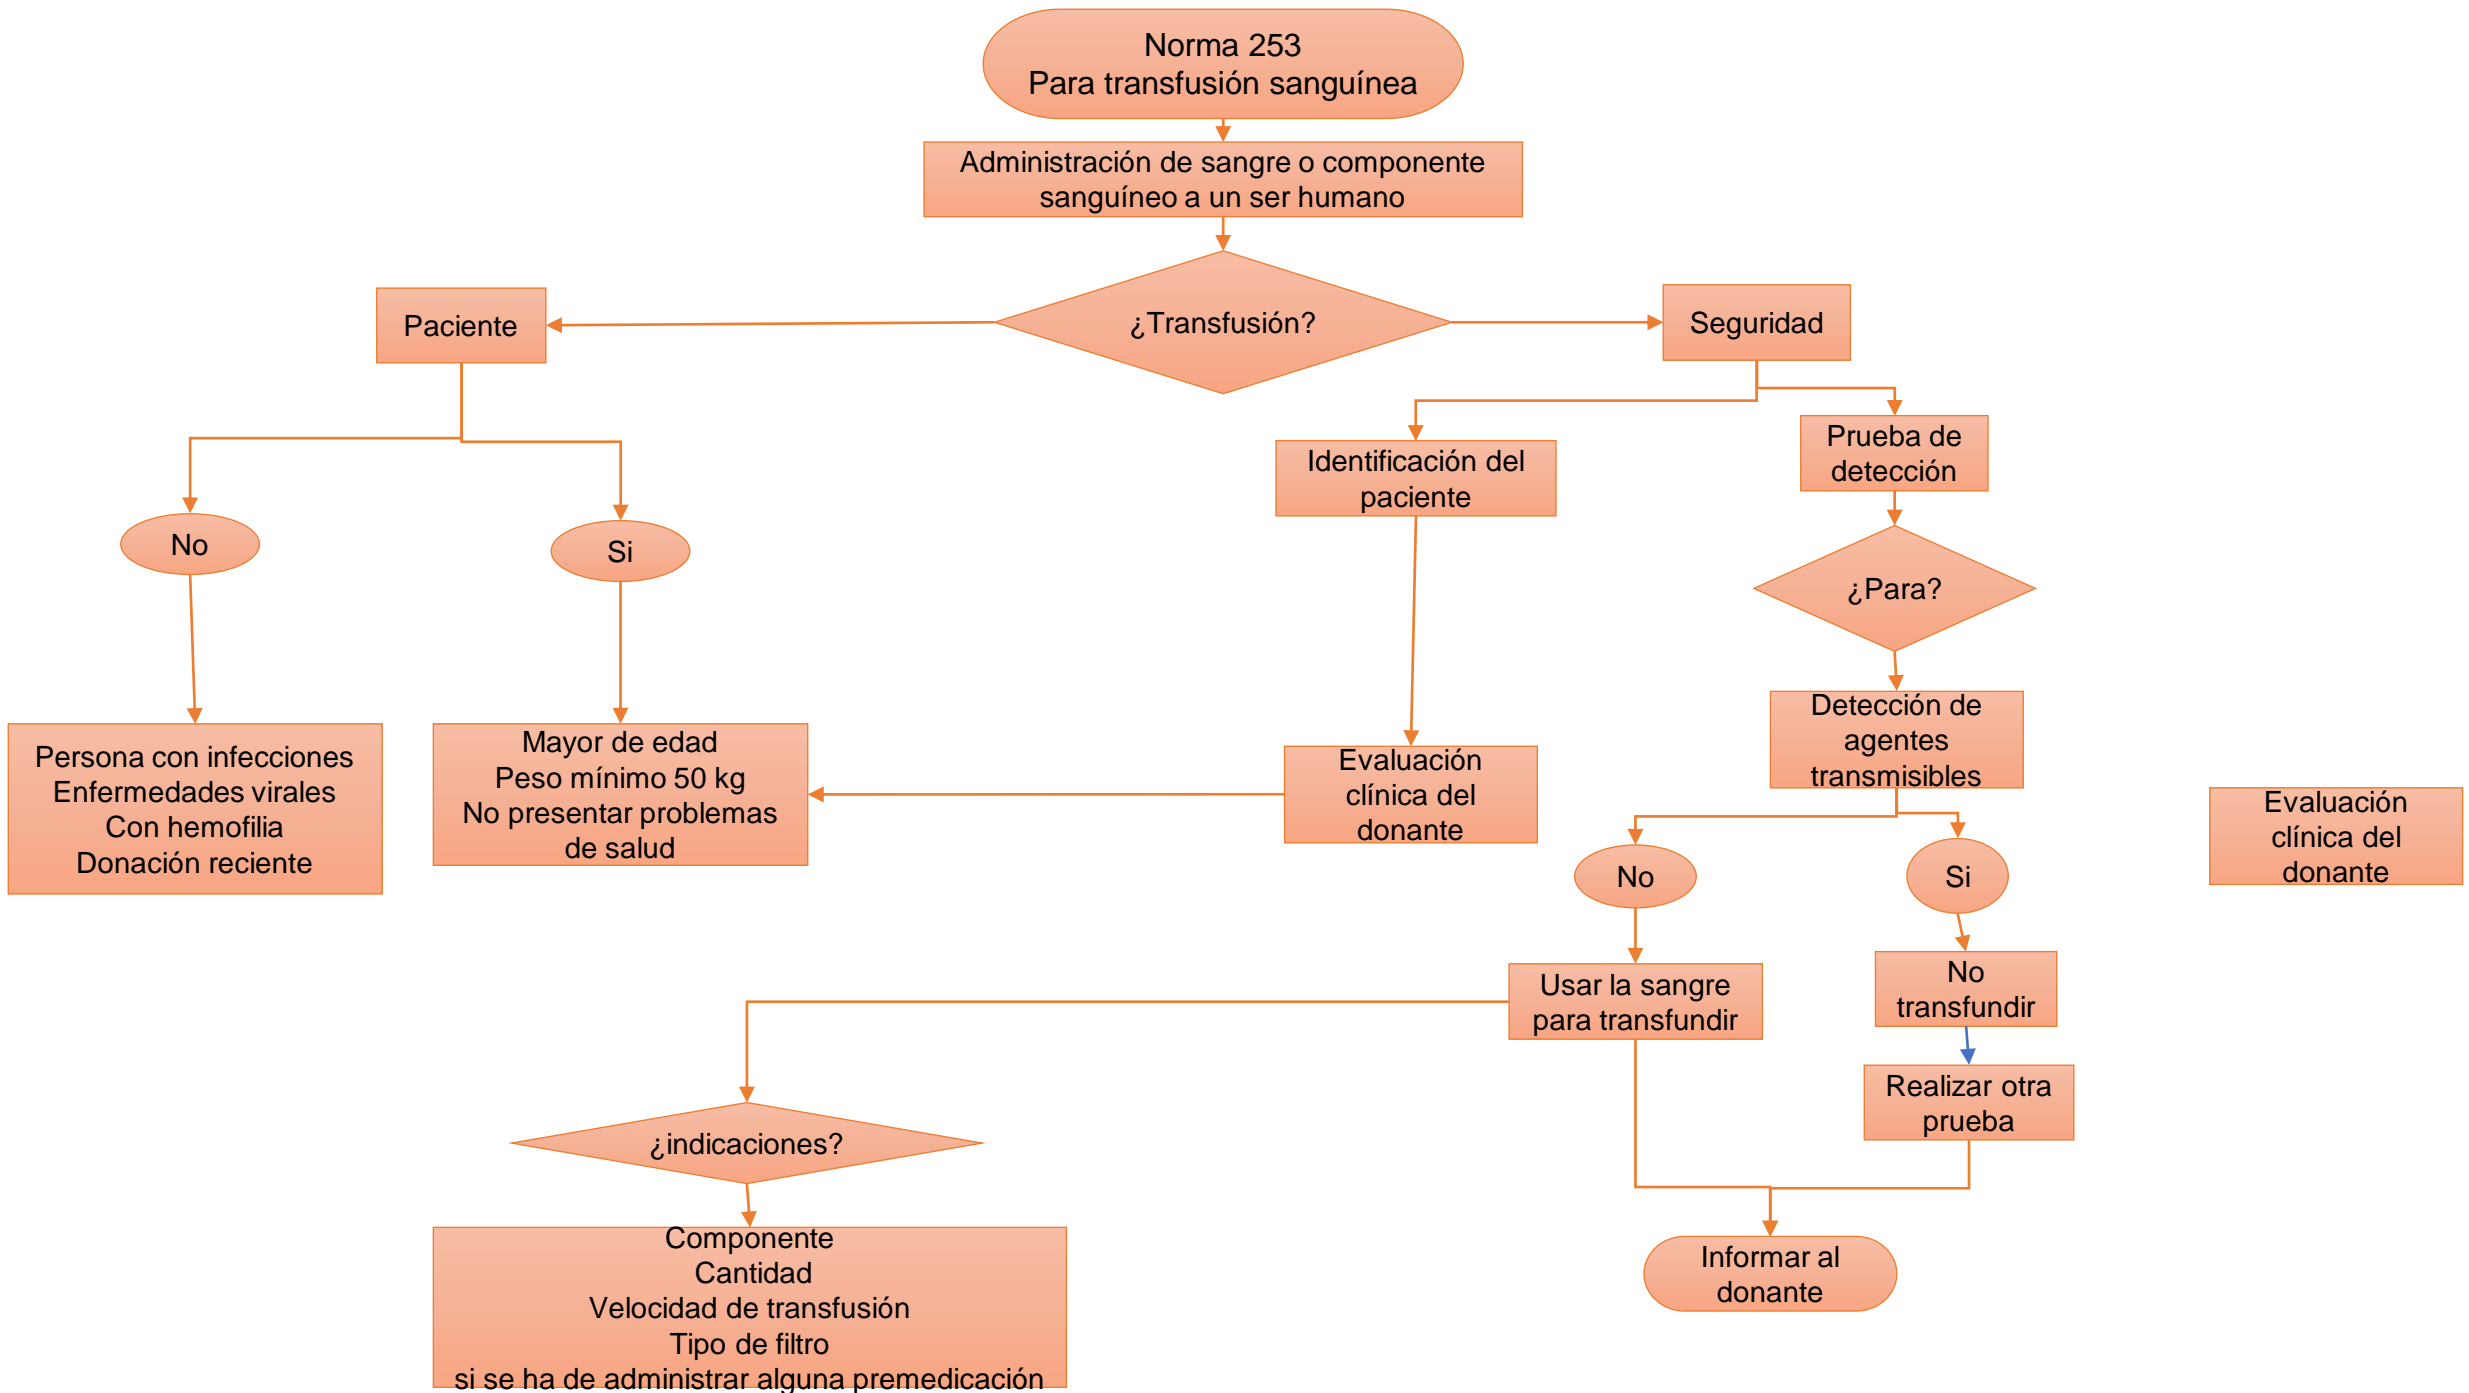 Norma 253
Para transfusión sanguínea
Administración de sangre o componente
sanguíneo a un ser humano
¿Transfusión?
Paciente
Seguridad
No
Si
Identificación del
paciente
Prueba de
detección
¿Para?
Persona con infecciones
Enfermedades virales
Con hemofilia
Donación reciente
Mayor de edad
Peso mínimo 50 kg
No presentar problemas
de salud
Evaluación
clínica del
donante
Detección de
agentes
transmisibles
Evaluación
clínica del
donante
No
Si
Usar la sangre
para transfundir
No
transfundir
Realizar otra
prueba
¿indicaciones?
Componente
Cantidad
Velocidad de transfusión
Tipo de filtro
si se ha de administrar alguna premedicación
Informar al
donante